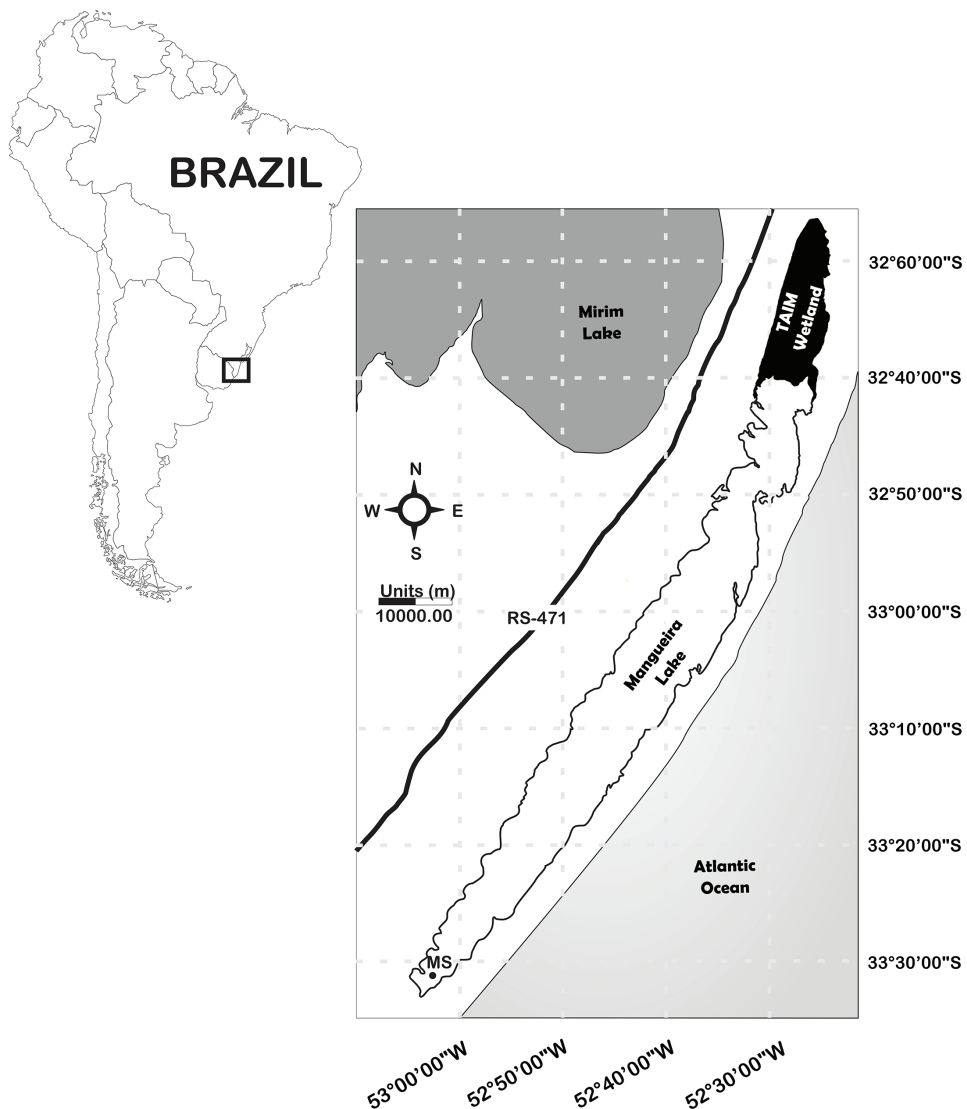 BRAZIL
32°60'00"S
Mirim
Lake
TAIM
Wetland
32°40'00"S
N
W
E
S
32°50'00"S
Units (m)
10000.00
RS-471
33°00'00"S
Mangueira
Lake
33°10'00"S
33°20'00"S
Atlantic
Ocean
MS
33°30'00"S
53°00'00"W
52°50'00"W
52°40'00"W
52°30'00"W